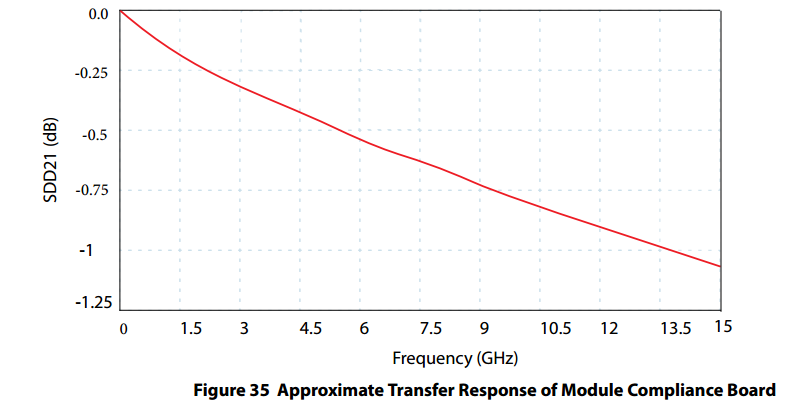 0.0
-0.25
-0.5
-0.75
-1
-1.25
SDD21 (dB)
0 1.5 3 4.5 6 7.5 9 10.5 12 13.5 15
Frequency (GHz)
Figure 35 Approximate Transfer Response of Module Compliance Board